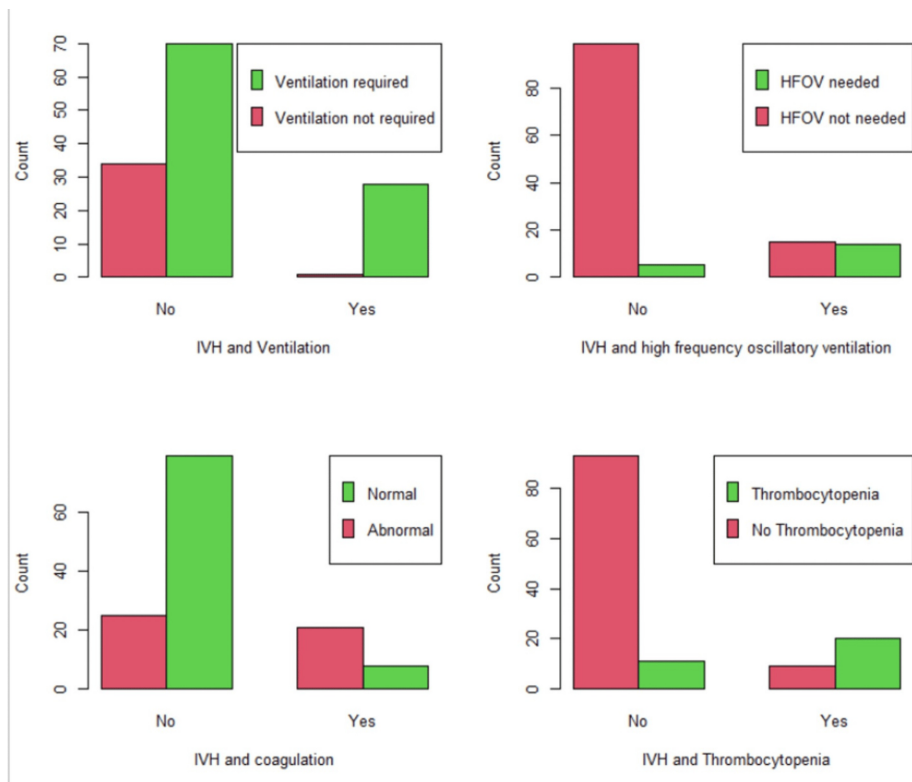 70
60
50
40
30
20
10
0
Count
Ventilation required
Ventilation not required
No
Yes
IVH and Ventilation
80
60
40
20
0
Count
HFOV needed
HFOV not needed
No
Yes
IVH and high frequency oscillatory ventilation
60
40
20
0
Count
Normal
Abnormal
No
Yes
IVH and coagulation
80
60
40
20
0
Count
Thrombocytopenia
No Thrombocytopenia
No
Yes
IVH and Thrombocytopenia